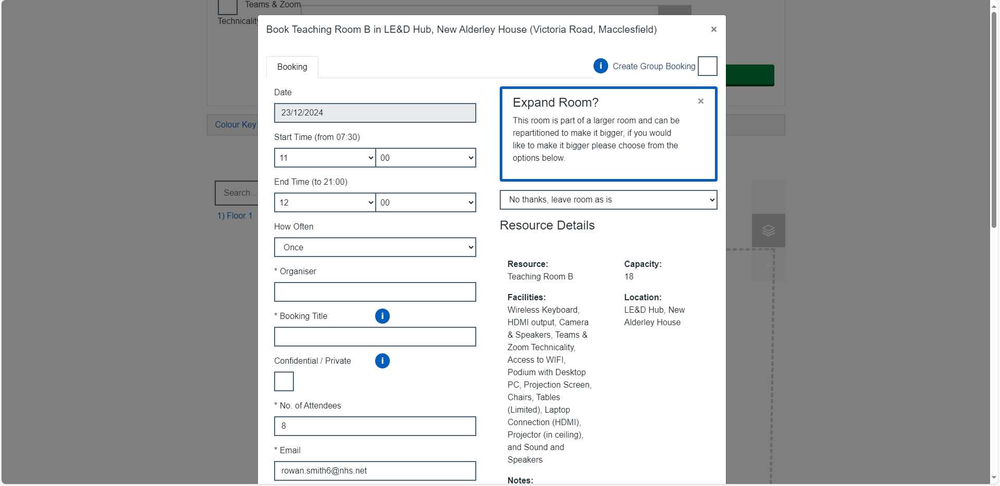 Teams & Zoom
Technicality
Book Teaching Room B in LE&D Hub, New Alderley House (Victoria Road, Macclesfield)
×
Booking
i Create Group Booking
Date
23/12/2024
Start Time (from 07:30)
11 00
End Time (to 21:00)
12 00
How Often
Once
* Organiser
* Booking Title i
Confidential / Private i
* No. of Attendees
8
* Email
rowan.smith6@nhs.net
Expand Room? ×
This room is part of a larger room and can be
repartitioned to make it bigger, if you would
like to make it bigger please choose from the
options below.
No thanks, leave room as is
Resource Details
Resource:
Teaching Room B
Capacity:
18
Facilities:
Wireless Keyboard,
HDMI output, Camera
& Speakers, Teams &
Zoom Technicality,
Access to WIFI,
Podium with Desktop
PC, Projection Screen,
Chairs, Tables
(Limited), Laptop
Connection (HDMI),
Projector (in ceiling),
and Sound and
Speakers
Location:
LE&D Hub, New
Alderley House
Notes:
Colour Key
Search...
1) Floor 1